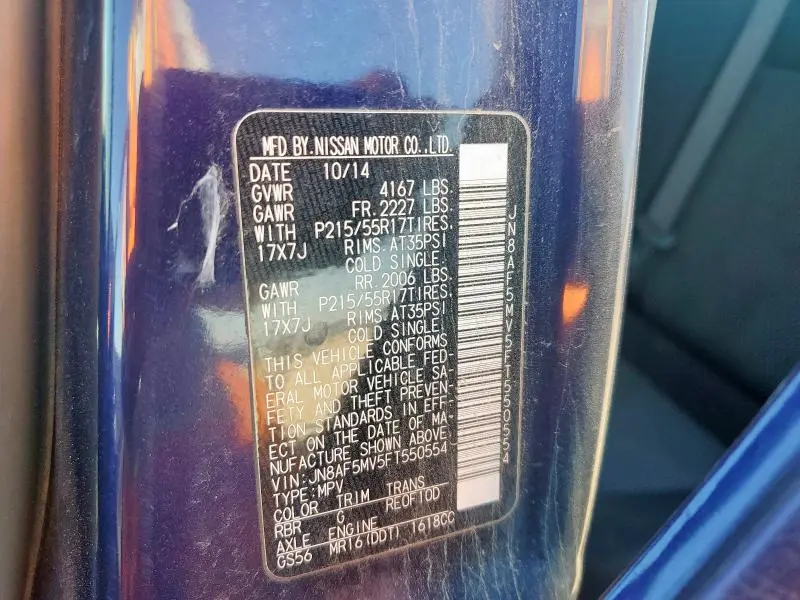 MFD BY.NISSAN MOTOR CO.,LTD.
DATE 10/14
GVWR 4167 LBS.
GAWR FR.2227 LBS.
WITH P215/55R17TIRES.
17X7J RIMS.AT35PSI
COLD SINGLE.
GAWR RR.2006 LBS.
WITH P215/55R17TIRES.
17X7J RIMS.AT35PSI
COLD SINGLE.
THIS VEHICLE CONFORMS
TO ALL APPLICABLE FED-
ERAL MOTOR VEHICLE SA-
FETY AND THEFT PREVEN-
TION STANDARDS IN EFF-
ECT ON THE DATE OF MA-
NUFACTURE SHOWN ABOVE.
VIN:JN8AF5MV5FT550554
TYPE:MPV
COLOR TRIM TRANS
RBR G RE0F10D
AXLE ENGINE
GS56 MR16(DDT) 1618CC
JN8AF5MV5FT550554